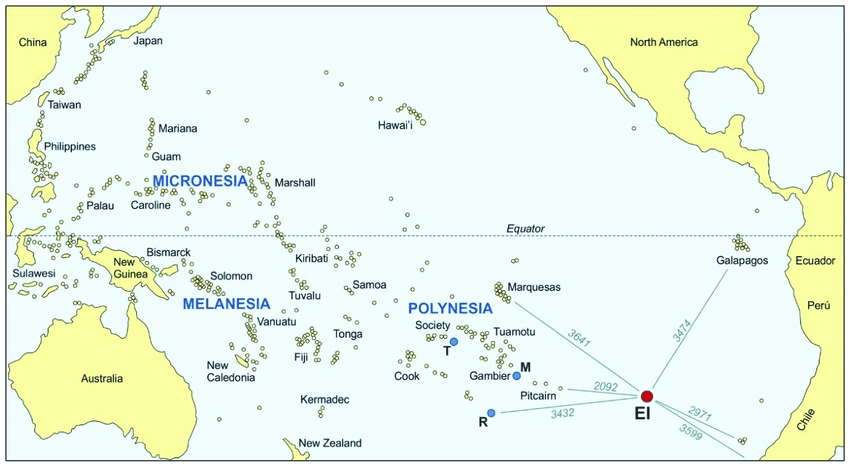 China
Japan
North America
Taiwan
Hawai'i
Mariana
Philippines
Guam
MICRONESIA
Marshall
Palau
Caroline
Equator
Bismarck
Galapagos
Ecuador
Sulawesi
New
Guinea
Kiribati
Solomon
Samoa
Marquesas
Tuvalu
MELANESIA
POLYNESIA
Perú
Vanuatu
Society
Tuamotu
3641
3474
Tonga
T
Fiji
New
Caledonia
Cook
Gambier
M
Australia
2092
Pitcairn
Kermadec
3432
EI
2971
R
3599
Chile
New Zealand